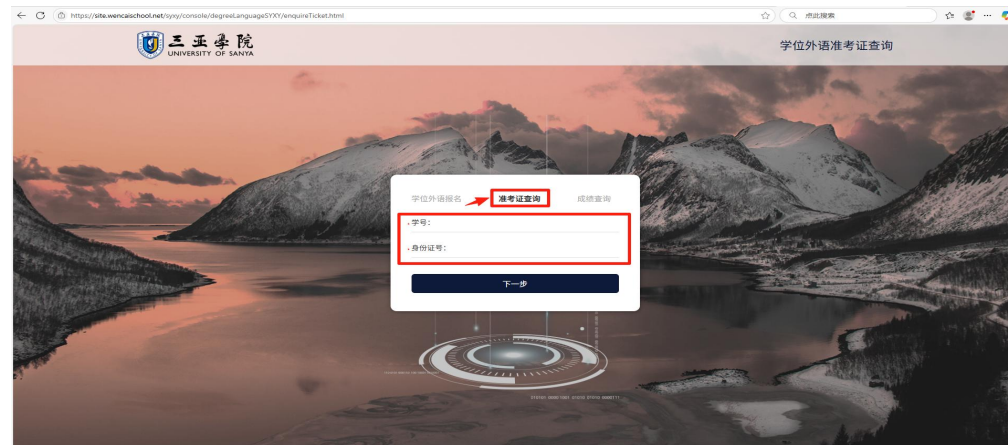 https://site.wencaischool.net/syxy/console/degreeLanguageSYXY/enquireTicket.html
点此搜索
三亞學院
UNIVERSITY OF SANYA
学位外语准考证查询
学位外语报名 准考证查询 成绩查询
学号：
身份证号：
下一步